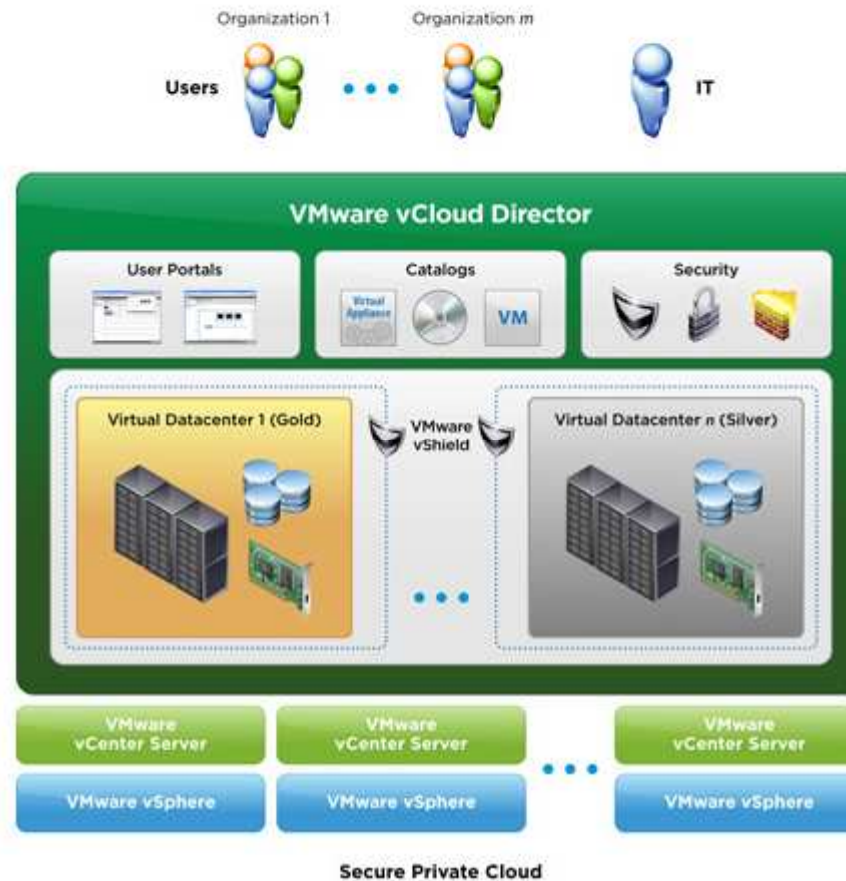 Organization 1
Organization m
Users
IT
VMware vCloud Director
User Portals
Catalogs
Security
Virtual
Appliance
VM
Virtual Datacenter 1 (Gold)
VMware
vShield
Virtual Datacenter n (Silver)
VMware
vCenter Server
VMware
vCenter Server
VMware
vCenter Server
VMware vSphere
VMware vSphere
VMware vSphere
Secure Private Cloud